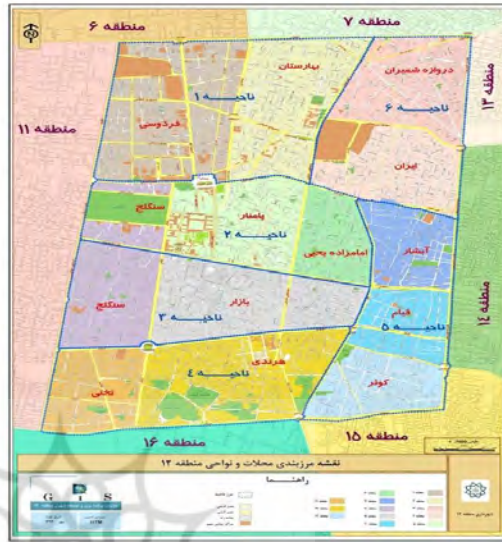 منطقه ۶
منطقه ۷
دروازه شمیران
بهارستان
ناحیه ۱
ناحیه ۶
منطقه ۱۳
فردوسی
منطقه ۱۱
ایران
سنگلج
پامنار
ناحیه ۲
امامزاده یحیی
آبشار
منطقه ۱۴
سنگلج
بازار
ناحیه ۳
قیام
ناحیه ۵
هرندی
ناحیه ۴
تختی
کوثر
منطقه ۱۶
منطقه ۱۵
نقشه مرزبندی محلات و نواحی منطقه ۱۲
راهنما
GIS